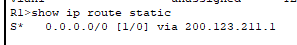 R1>show ip route static
S*   0.0.0.0/0 [1/0] via 200.123.211.1